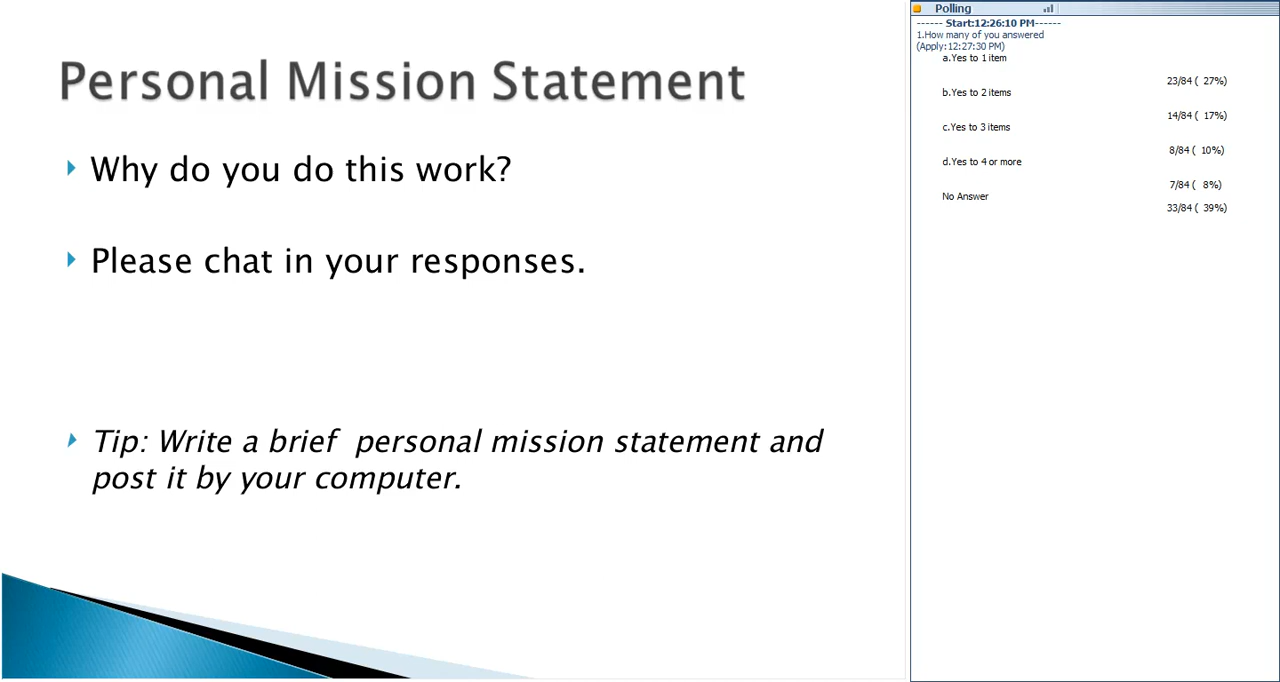 Personal Mission Statement
Why do you do this work?
Please chat in your responses.
Tip: Write a brief personal mission statement and
post it by your computer.
Polling
------ Start:12:26:10 PM------
1.How many of you answered
(Apply:12:27:30 PM)
a.Yes to 1 item
23/84 ( 27%)
b.Yes to 2 items
14/84 ( 17%)
c.Yes to 3 items
8/84 ( 10%)
d.Yes to 4 or more
7/84 ( 8%)
No Answer
33/84 ( 39%)